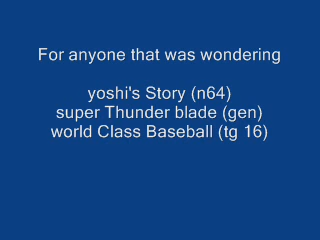 For anyone that was wondering
yoshi's Story (n64)
super Thunder blade (gen)
world Class Baseball (tg 16)